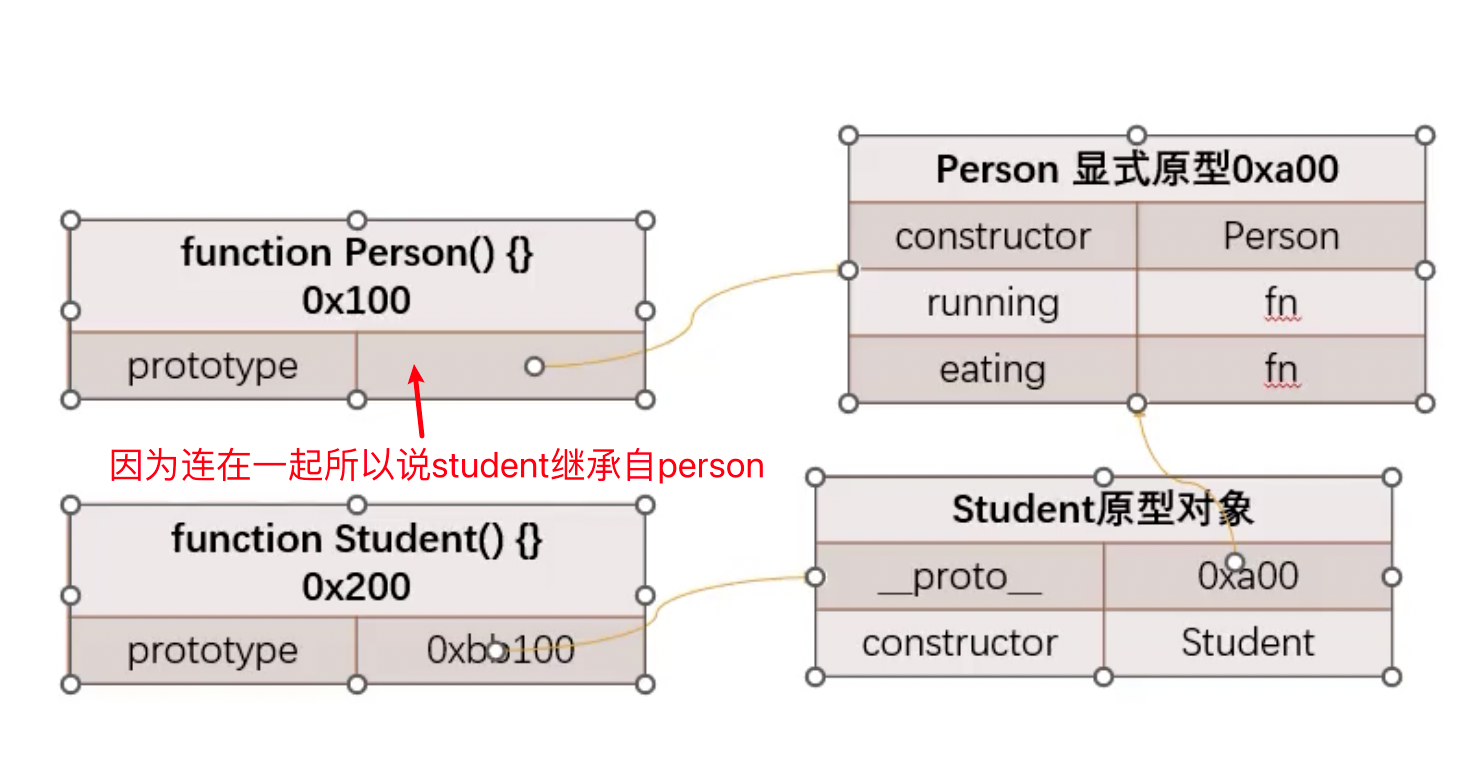 Person 显式原型0xa00
constructor Person
running fn
eating fn
function Person() {}
0x100
prototype
因为连在一起所以说student继承自person
function Student() {}
0x200
prototype 0xbb100
Student原型对象
__proto__ 0xa00
constructor Student